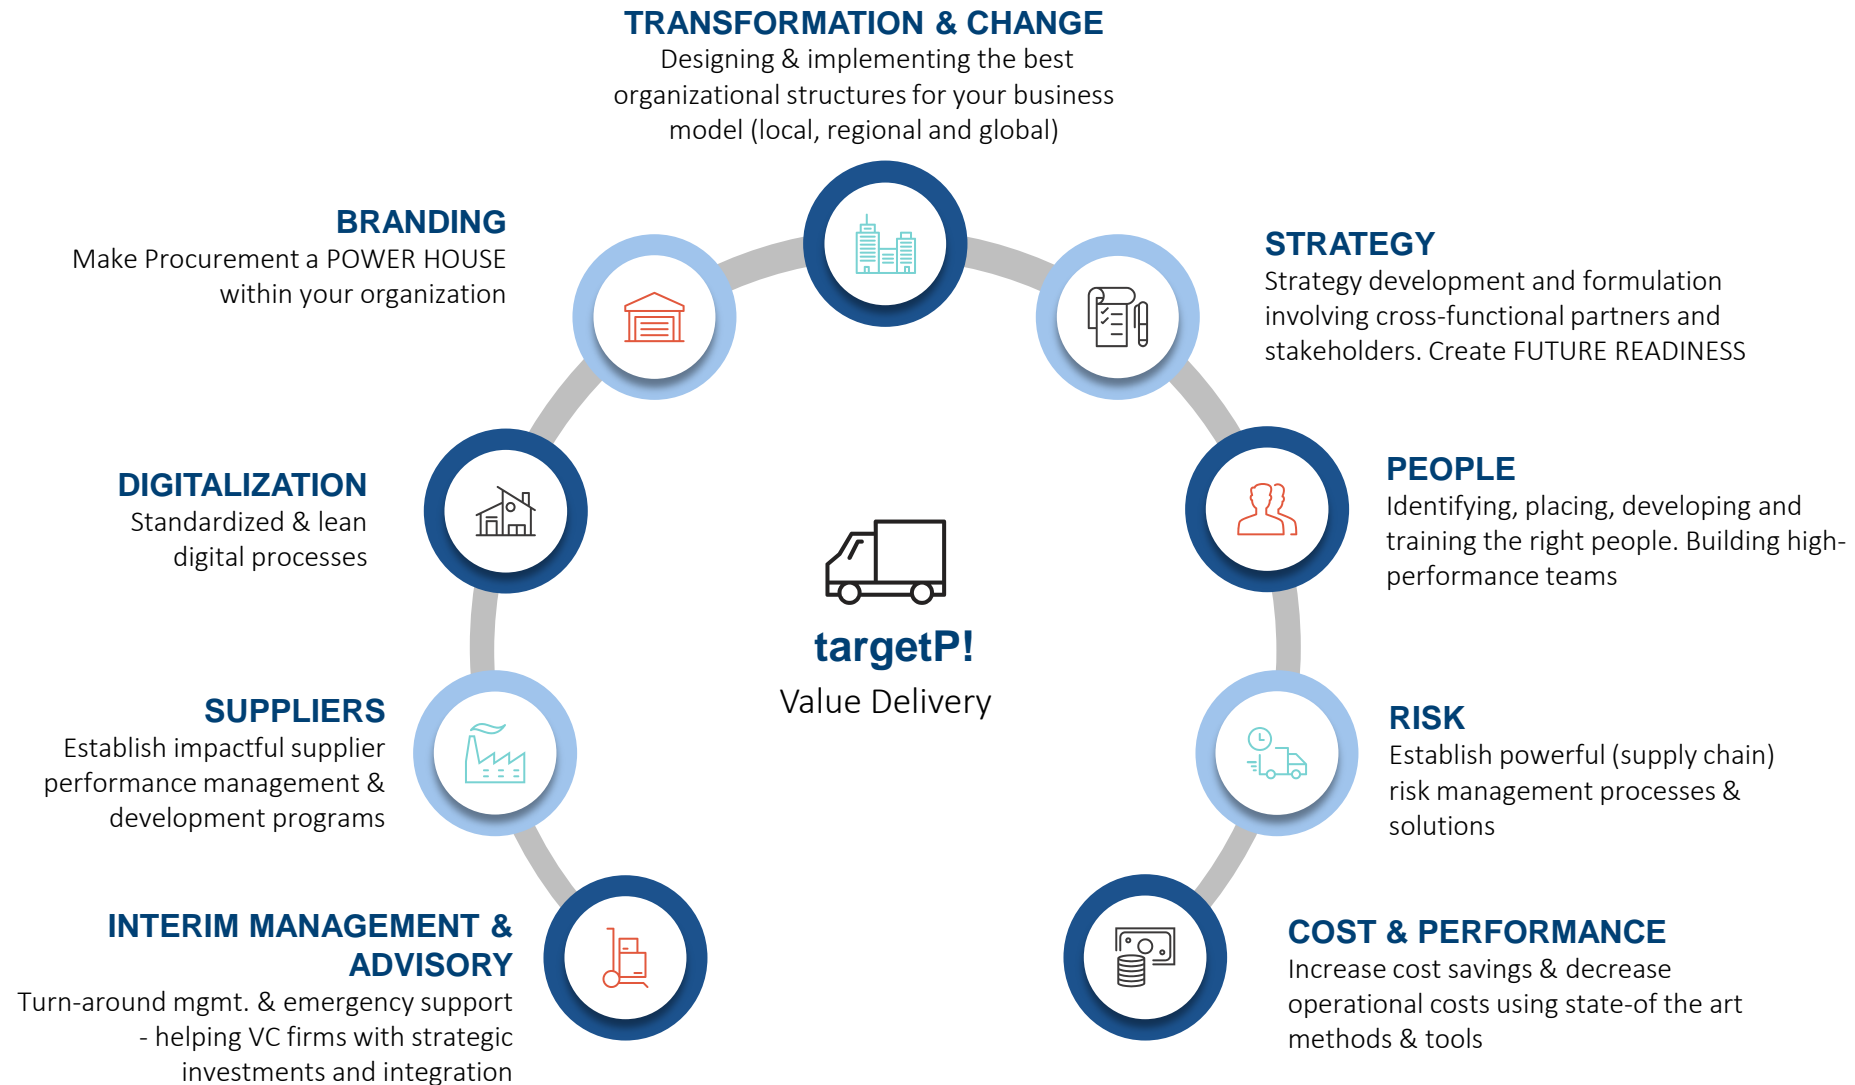 TRANSFORMATION & CHANGE
Designing & implementing the best
organizational structures for your business
model (local, regional and global)
BRANDING
Make Procurement a POWER HOUSE
within your organization
STRATEGY
Strategy development and formulation
involving cross-functional partners and
stakeholders. Create FUTURE READINESS
DIGITALIZATION
Standardized & lean
digital processes
PEOPLE
Identifying, placing, developing and
training the right people. Building high-
performance teams
targetP!
Value Delivery
SUPPLIERS
Establish impactful supplier
performance management &
development programs
RISK
Establish powerful (supply chain)
risk management processes &
solutions
INTERIM MANAGEMENT &
ADVISORY
Turn-around mgmt. & emergency support
- helping VC firms with strategic
investments and integration
COST & PERFORMANCE
Increase cost savings & decrease
operational costs using state-of the art
methods & tools